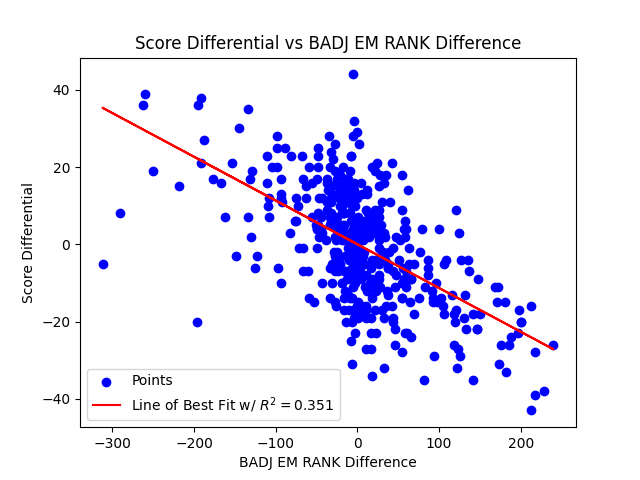 Score Differential vs BADJ EM RANK Difference
Score Differential
40
20
0
−20
−40
Points
Line of Best Fit w/ $R^2 = 0.351$
−300
−200
−100
0
100
200
BADJ EM RANK Difference